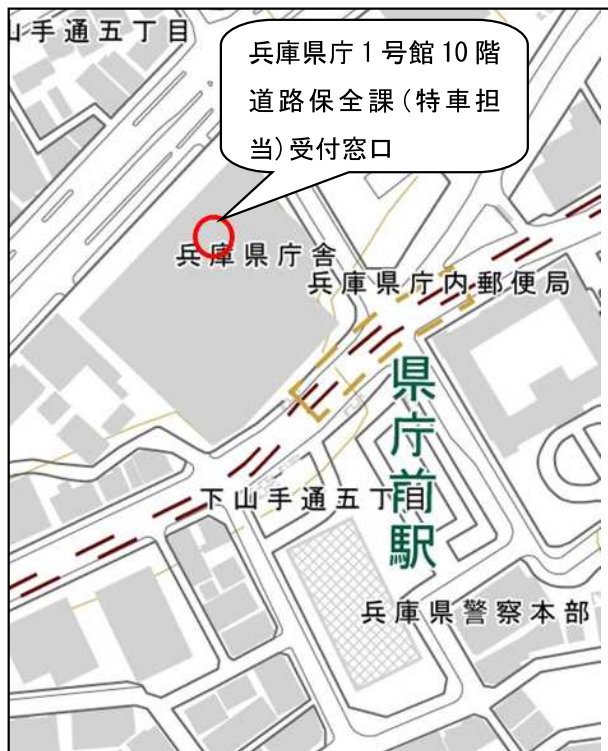 山手通五丁目
兵庫県庁1号館10階
道路保全課(特車担
当)受付窓口
兵庫県庁舎
兵庫県庁内郵便局
県庁前駅
下山手通五丁目
兵庫県警察本部